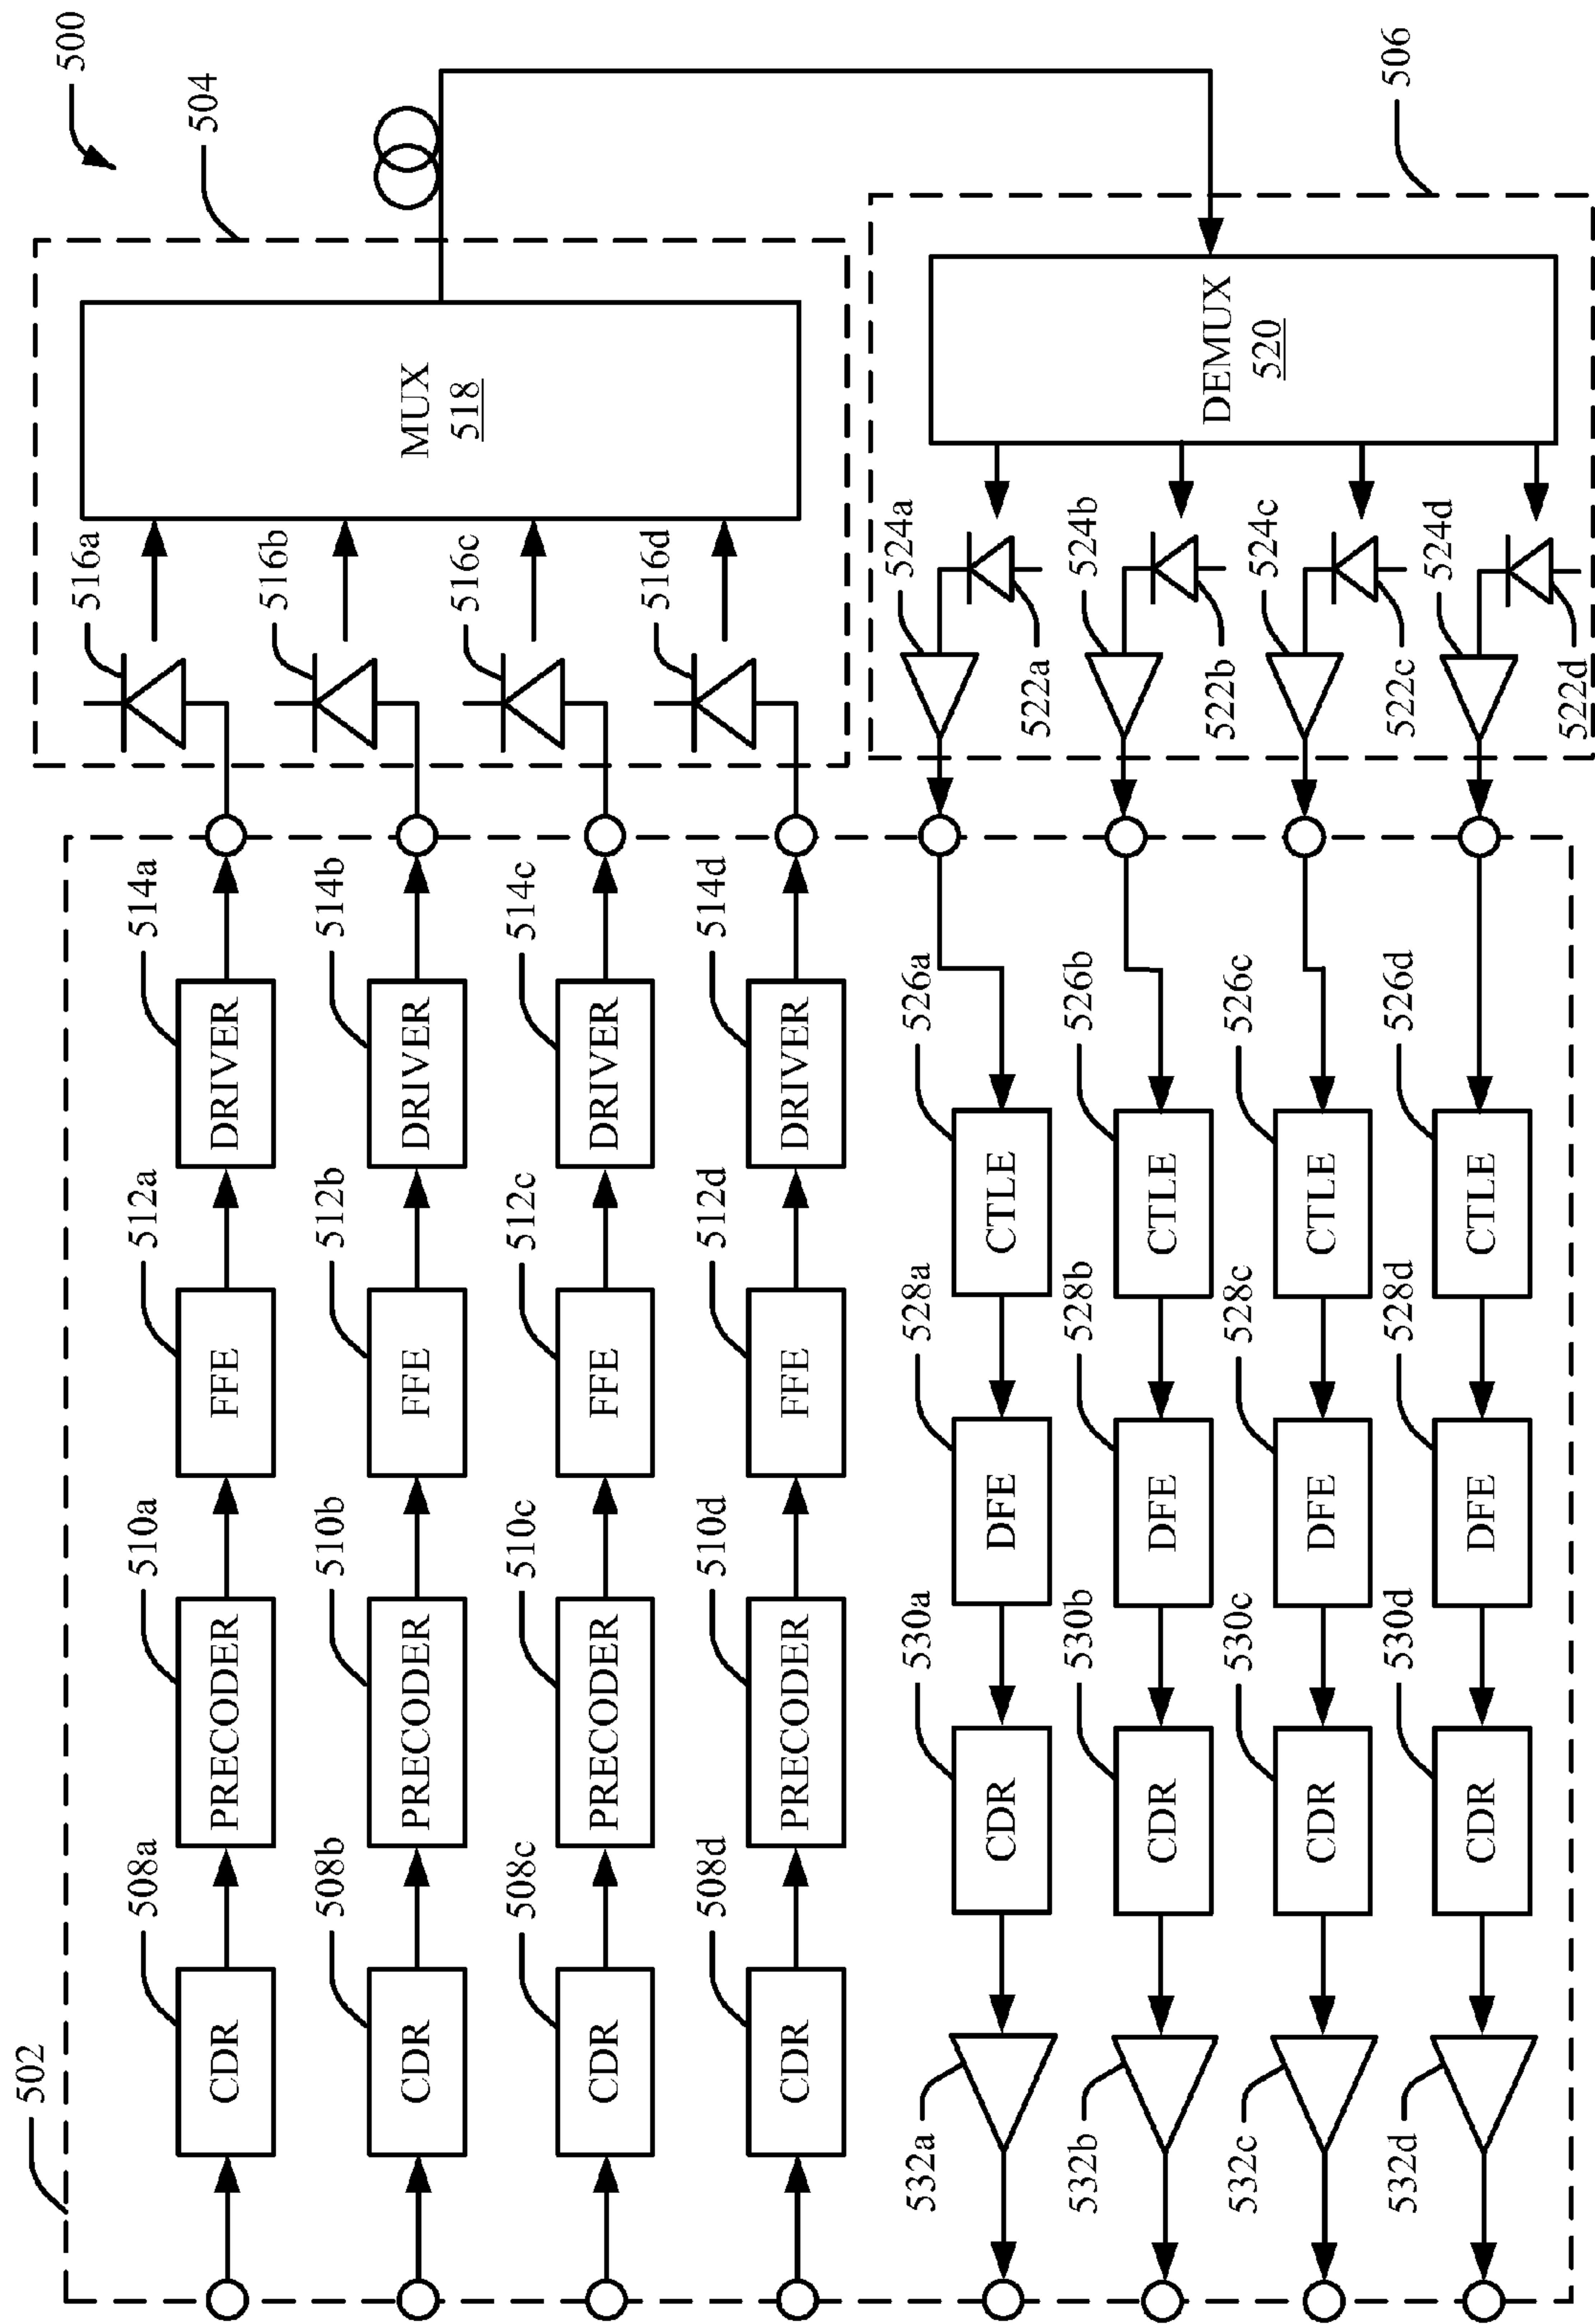 500
502
504
506
508a
CDR
510a
PRECODER
512a
FFE
514a
DRIVER
516a
508b
CDR
510b
PRECODER
512b
FFE
514b
DRIVER
516b
508c
CDR
510c
PRECODER
512c
FFE
514c
DRIVER
516c
508d
CDR
510d
PRECODER
512d
FFE
514d
DRIVER
516d
MUX
518
DEMUX
520
532a
530a
CDR
528a
DFE
526a
CTLE
524a
522a
532b
530b
CDR
528b
DFE
526b
CTLE
524b
522b
532c
530c
CDR
528c
DFE
526c
CTLE
524c
522c
532d
530d
CDR
528d
DFE
526d
CTLE
524d
522d